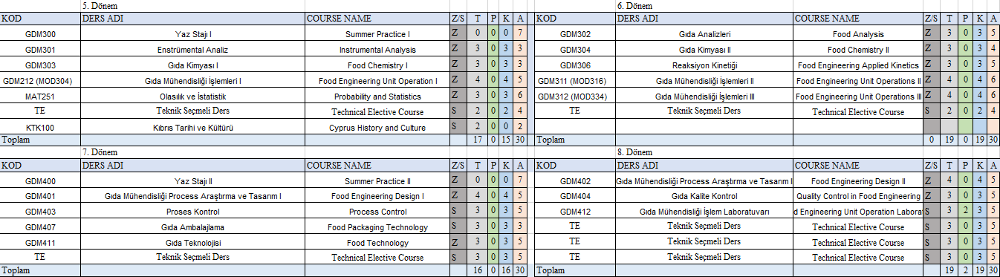 5. Dönem
KOD DERS ADI COURSE NAME Z/S T P K A
GDM300 Yaz Stajı I Summer Practice I Z 0 0 0 7
GDM301 Enstrümental Analiz Instrumental Analysis Z 3 0 3 3
GDM303 Gıda Kimyası I Food Chemistry I Z 3 0 3 3
GDM212 (MOD304) Gıda Mühendisliği İşlemleri I Food Engineering Unit Operation I Z 4 0 4 5
MAT251 Olasılık ve İstatistik Probability and Statistics Z 3 0 3 6
TE Teknik Seçmeli Ders Technical Elective Course S 2 0 2 4
KTK100 Kıbrıs Tarihi ve Kültürü Cyprus History and Culture S 2 0 0 2
Toplam 17 0 15 30
6. Dönem
KOD DERS ADI COURSE NAME Z/S T P K A
GDM302 Gıda Analizleri Food Analysis Z 3 0 3 5
GDM304 Gıda Kimyası II Food Chemistry II Z 3 0 3 4
GDM306 Reaksiyon Kinetiği Food Engineering Applied Kinetics Z 3 0 3 5
GDM311 (MOD316) Gıda Mühendisliği İşlemleri II Food Engineering Unit Operations II Z 4 0 4 6
GDM312 (MOD334) Gıda Mühendisliği İşlemleri III Food Engineering Unit Operations III Z 4 0 4 6
TE Teknik Seçmeli Ders Technical Elective Course S 2 0 2 4
Toplam 0 19 0 19 30
7. Dönem
KOD DERS ADI COURSE NAME Z/S T P K A
GDM400 Yaz Stajı II Summer Practice II Z 0 0 0 7
GDM401 Gıda Mühendisliği Process Araştırma ve Tasarım I Food Engineering Design I Z 4 0 4 5
GDM403 Proses Kontrol Process Control S 3 0 3 5
GDM407 Gıda Ambalajlama Food Packaging Technology S 3 0 3 3
GDM411 Gıda Teknolojisi Food Technology Z 3 0 3 5
TE Teknik Seçmeli Ders Technical Elective Course S 3 0 3 5
Toplam 16 0 16 30
8. Dönem
KOD DERS ADI COURSE NAME Z/S T P K A
GDM402 Gıda Mühendisliği Process Araştırma ve Tasarım I Food Engineering Design II Z 4 0 4 5
GDM404 Gıda Kalite Kontrol Quality Control in Food Engineering Z 3 0 3 5
GDM412 Gıda Mühendisliği İşlem Laboratuvarı d Engineering Unit Operation Laborat S 3 2 3 5
TE Teknik Seçmeli Ders Technical Elective Course S 3 0 3 5
TE Teknik Seçmeli Ders Technical Elective Course S 3 0 3 5
TE Teknik Seçmeli Ders Technical Elective Course S 3 0 3 5
Toplam 19 2 19 30